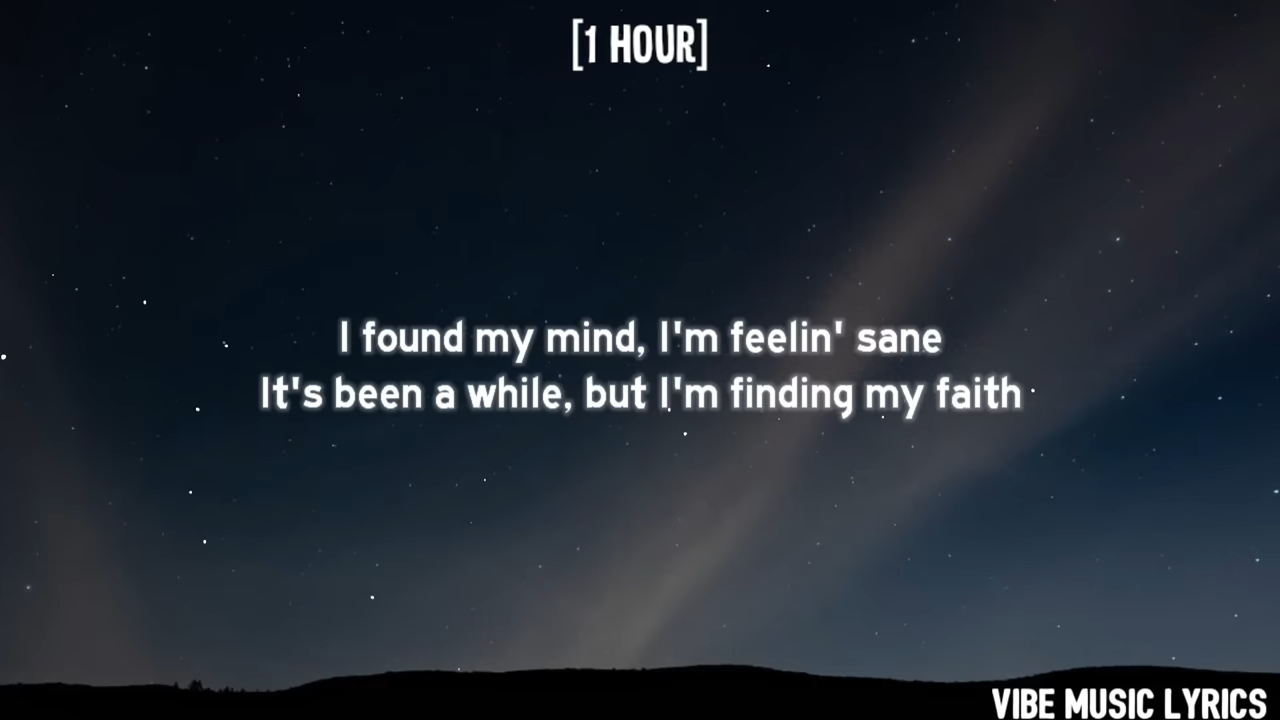 [1 HOUR]
I found my mind, I'm feelin' sane
It's been a while, but I'm finding my faith
VIBE MUSIC LYRICS